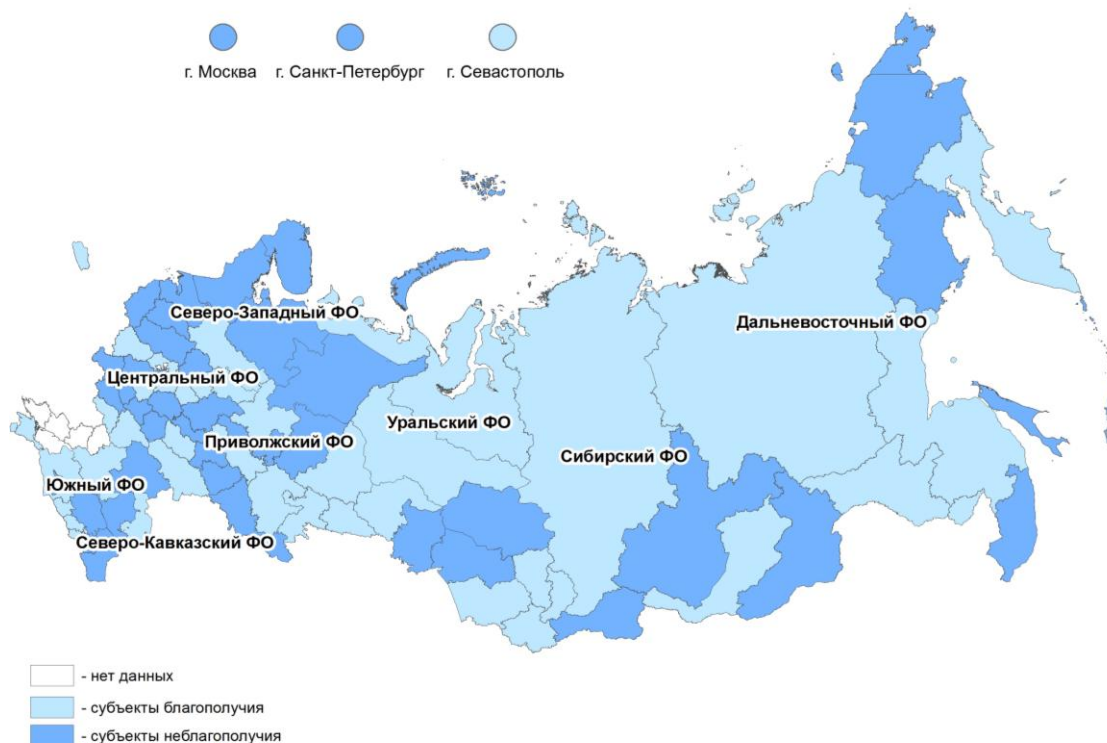 г. Москва г. Санкт-Петербург г. Севастополь
Северо-Западный ФО
Дальневосточный ФО
Центральный ФО
Уральский ФО
Приволжский ФО
Сибирский ФО
Южный ФО
Северо-Кавказский ФО
- нет данных
- субъекты благополучия
- субъекты неблагополучия